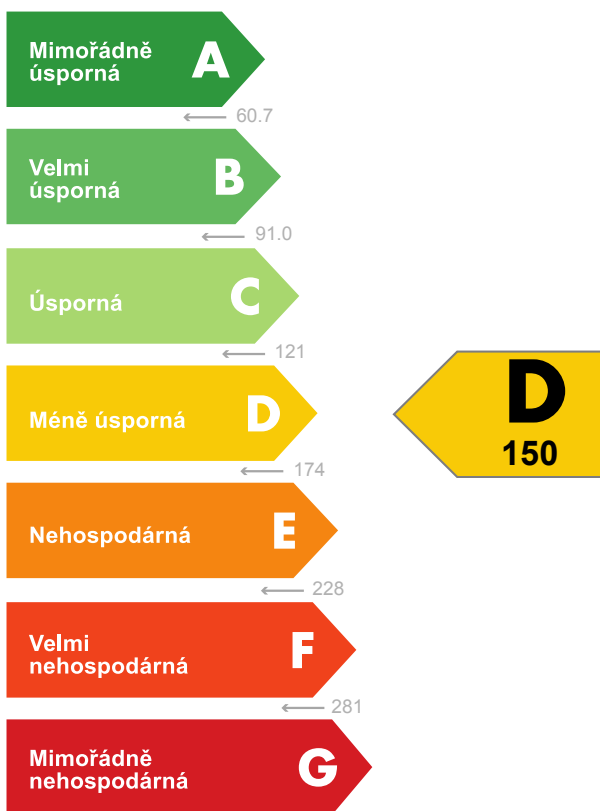 Mimořádně
úsporná
A
60.7
Velmi
úsporná
B
91.0
Úsporná
C
121
Méně úsporná
D
174
D
150
Nehospodárná
E
228
Velmi
nehospodárná
F
281
Mimořádně
nehospodárná
G